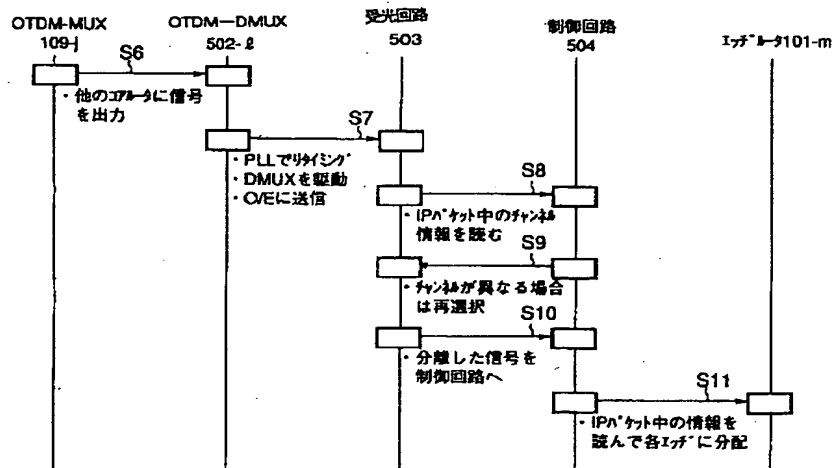 OTDM-MUX
109-j
OTDM-DMUX
502-ℓ
受光回路
503
制御回路
504
ｴｯｼﾞﾙｰﾀ101-m
S6
・他のｺｱﾙｰﾀに信号
を出力
S7
・PLLでﾘﾀｲﾐﾝｸﾞ
・DMUXを駆動
・O/Eに送信
S8
・IPﾊﾟｹｯﾄ中のﾁｬﾝﾈﾙ
情報を読む
S9
・ﾁｬﾝﾈﾙが異なる場合
は再選択
S10
・分離した信号を
制御回路へ
S11
・IPﾊﾟｹｯﾄ中の情報を
読んで各ｴｯｼﾞに分配